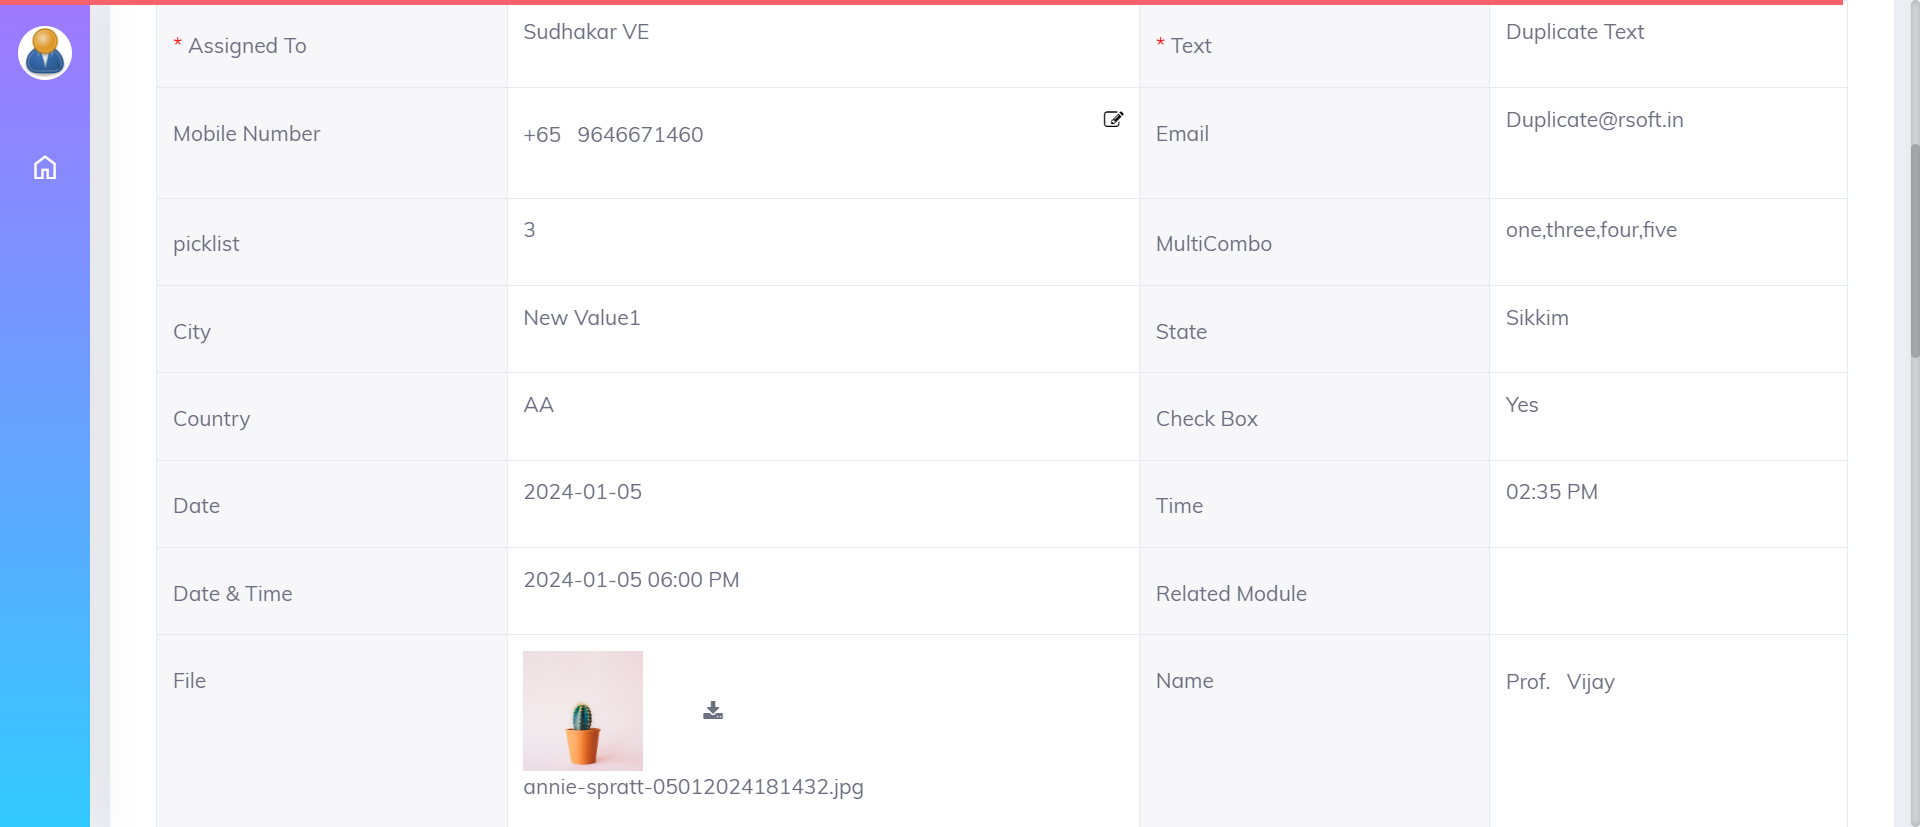 * Assigned To
Sudhakar VE
* Text
Duplicate Text
Mobile Number
+65 9646671460
Email
Duplicate@rsoft.in
picklist
3
MultiCombo
one,three,four,five
City
New Value1
State
Sikkim
Country
AA
Check Box
Yes
Date
2024-01-05
Time
02:35 PM
Date & Time
2024-01-05 06:00 PM
Related Module
File
annie-spratt-05012024181432.jpg
Name
Prof. Vijay